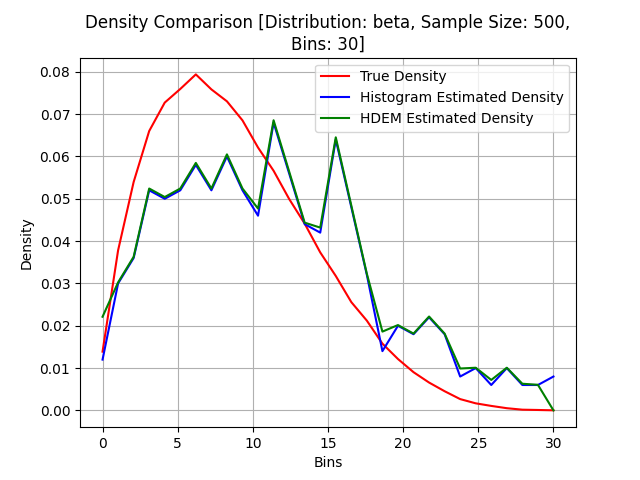 Density Comparison [Distribution: beta, Sample Size: 500,
Bins: 30]
True Density
Histogram Estimated Density
HDEM Estimated Density
Density
0.08
0.07
0.06
0.05
0.04
0.03
0.02
0.01
0.00
0 5 10 15 20 25 30
Bins